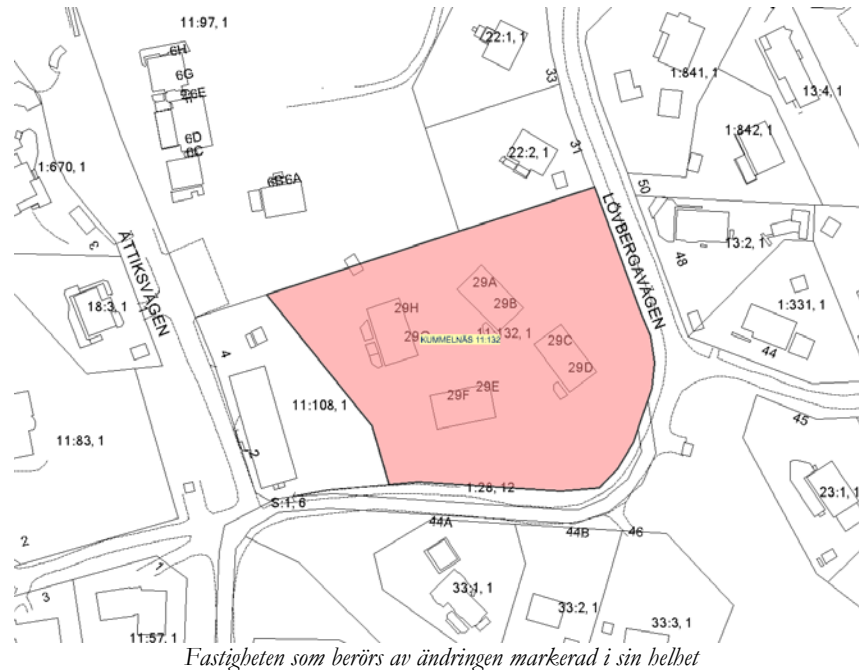 11:97, 1
22:1, 1
6H
6G
33
1:841, 1
13:4, 1
6E
6D
6C
1:842, 1
31
22:2, 1
1:670, 1
6A
50
3
ÄTTIKSVÄGEN
LÖVBERGAVÄGEN
13:2, 1
48
29A
29B
18:3, 1
29H
1:331, 1
11:132, 1
KUMMELNÄS 11:132
29C
4
44
29D
29E
29F
11:108, 1
45
11:83, 1
2
1:28, 12
23:1, 1
S:1, 6
44A
44B
46
2
1
33:1, 1
3
33:2, 1
33:3, 1
11:57, 1
Fastigheten som berörs av ändringen markerad i sin helhet